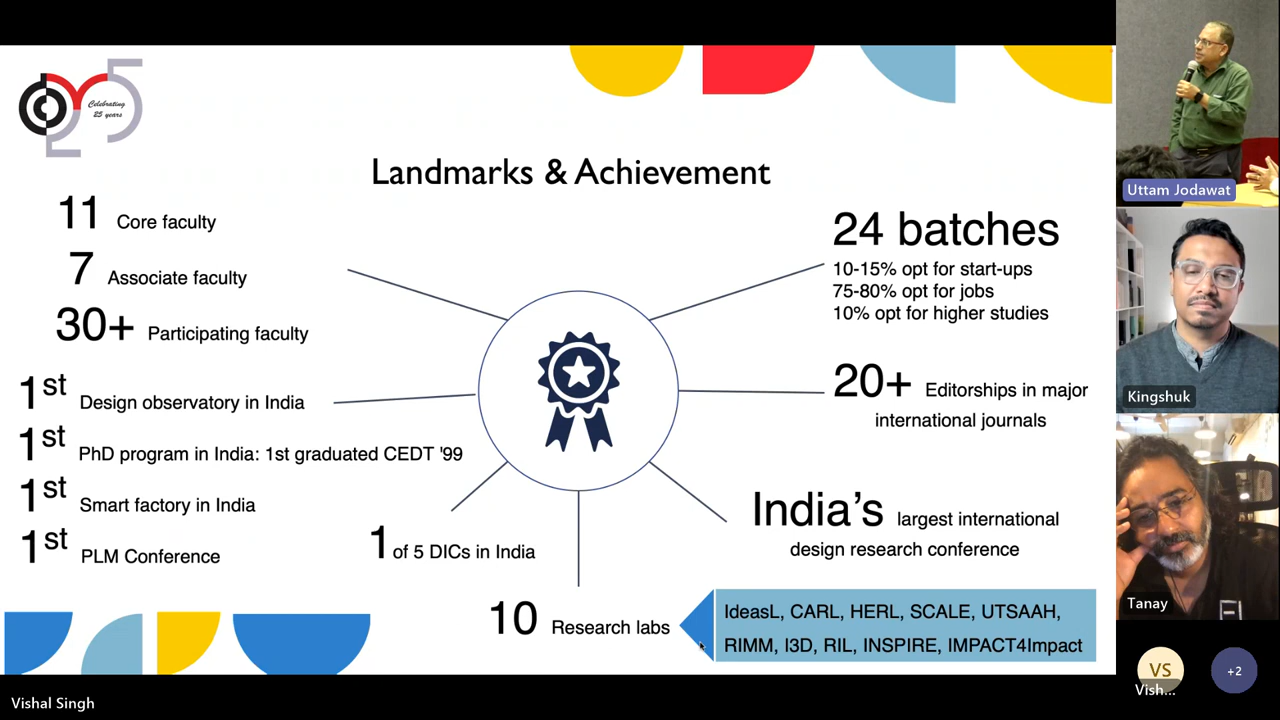 Celebrating
25 years
Landmarks & Achievement
11 Core faculty
7 Associate faculty
30+ Participating faculty
1st Design observatory in India
1st PhD program in India: 1st graduated CEDT '99
1st Smart factory in India
1st PLM Conference
1 of 5 DICs in India
10 Research labs
IdeasL, CARL, HERL, SCALE, UTSAAH,
RIMM, I3D, RIL, INSPIRE, IMPACT4Impact
24 batches
10-15% opt for start-ups
75-80% opt for jobs
10% opt for higher studies
20+ Editorships in major
international journals
India's largest international
design research conference
Uttam Jodawat
Kingshuk
Tanay
VS
Vish...
+2
Vishal Singh